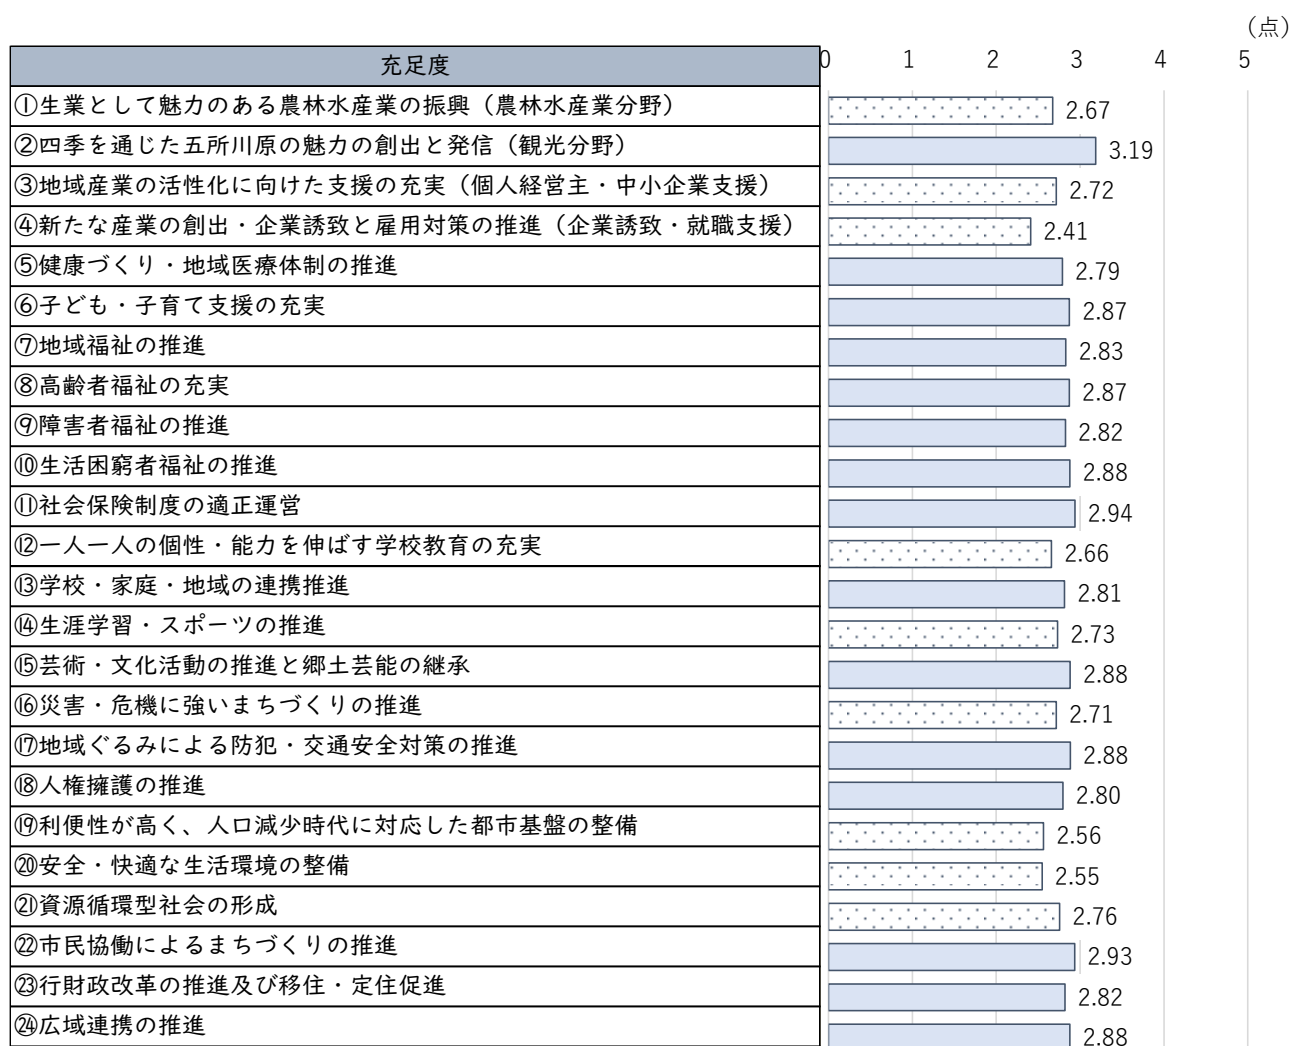 (点)
充足度
0 1 2 3 4 5
①生業として魅力のある農林水産業の振興（農林水産業分野） 2.67
②四季を通じた五所川原の魅力の創出と発信（観光分野） 3.19
③地域産業の活性化に向けた支援の充実（個人経営主・中小企業支援） 2.72
④新たな産業の創出・企業誘致と雇用対策の推進（企業誘致・就職支援） 2.41
⑤健康づくり・地域医療体制の推進 2.79
⑥子ども・子育て支援の充実 2.87
⑦地域福祉の推進 2.83
⑧高齢者福祉の充実 2.87
⑨障害者福祉の推進 2.82
⑩生活困窮者福祉の推進 2.88
⑪社会保険制度の適正運営 2.94
⑫一人一人の個性・能力を伸ばす学校教育の充実 2.66
⑬学校・家庭・地域の連携推進 2.81
⑭生涯学習・スポーツの推進 2.73
⑮芸術・文化活動の推進と郷土芸能の継承 2.88
⑯災害・危機に強いまちづくりの推進 2.71
⑰地域ぐるみによる防犯・交通安全対策の推進 2.88
⑱人権擁護の推進 2.80
⑲利便性が高く、人口減少時代に対応した都市基盤の整備 2.56
⑳安全・快適な生活環境の整備 2.55
㉑資源循環型社会の形成 2.76
㉒市民協働によるまちづくりの推進 2.93
㉓行財政改革の推進及び移住・定住促進 2.82
㉔広域連携の推進 2.88